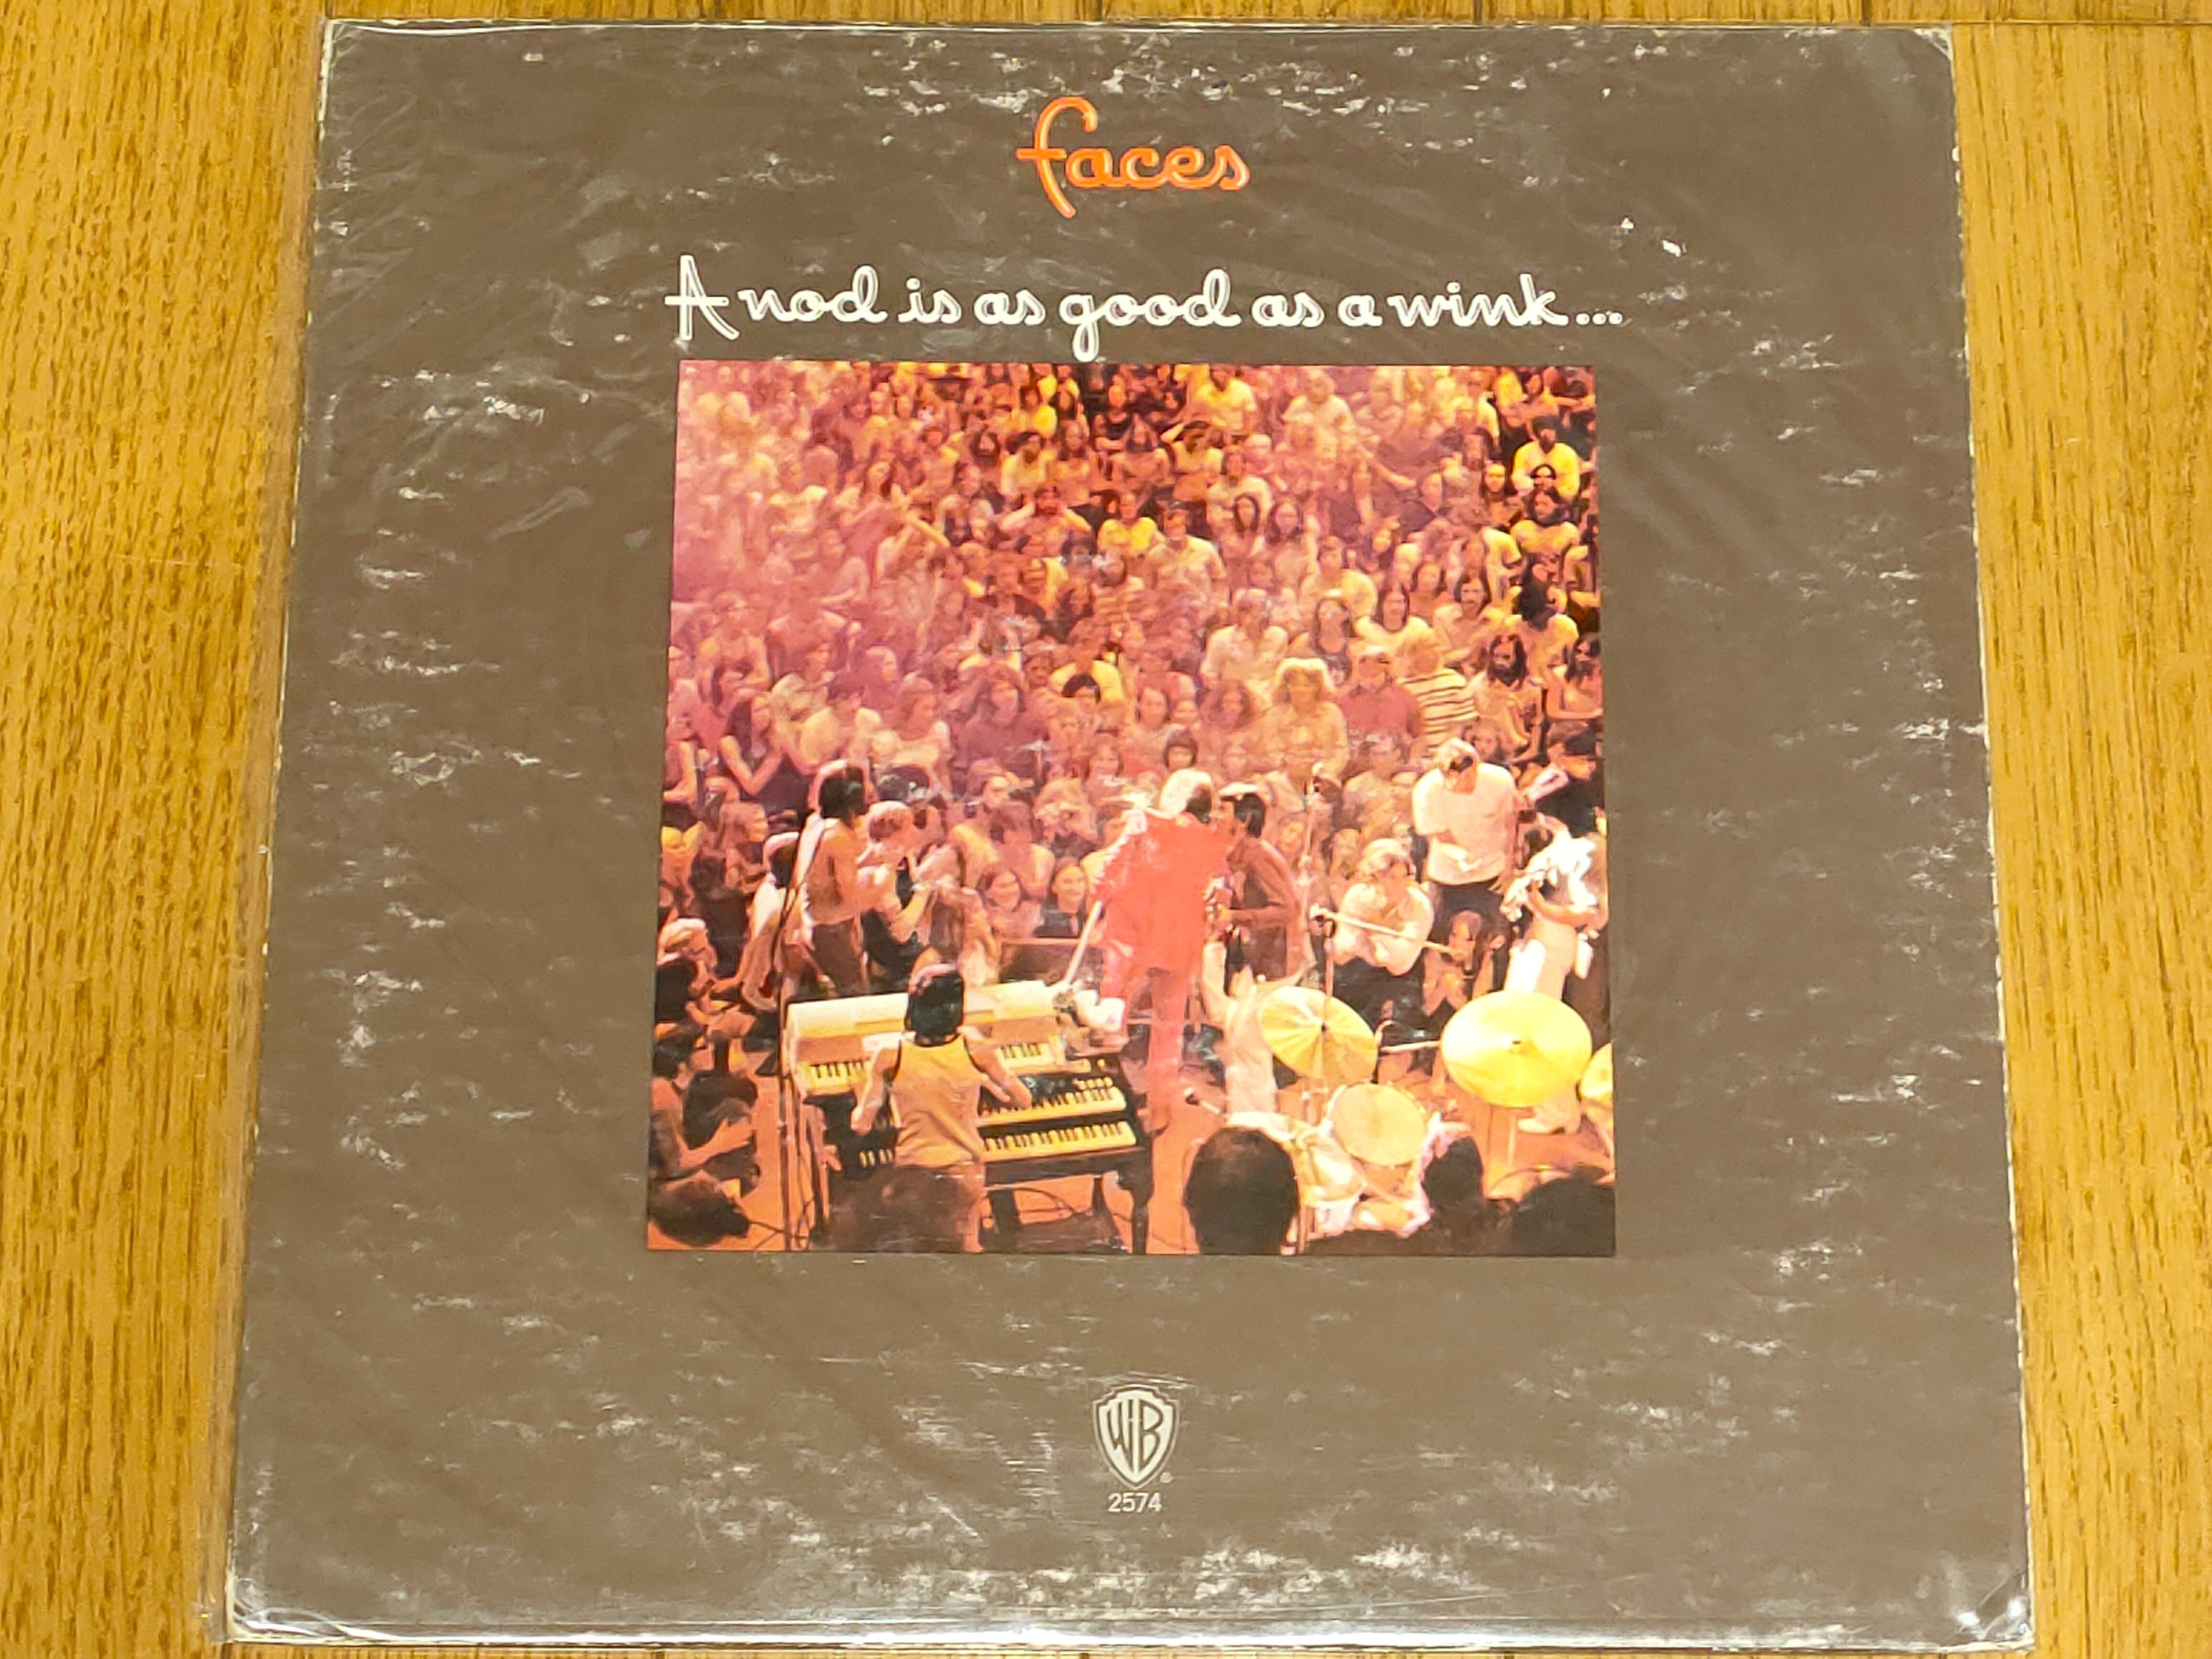 faces
A nod is as good as a wink...
WB
®
2574